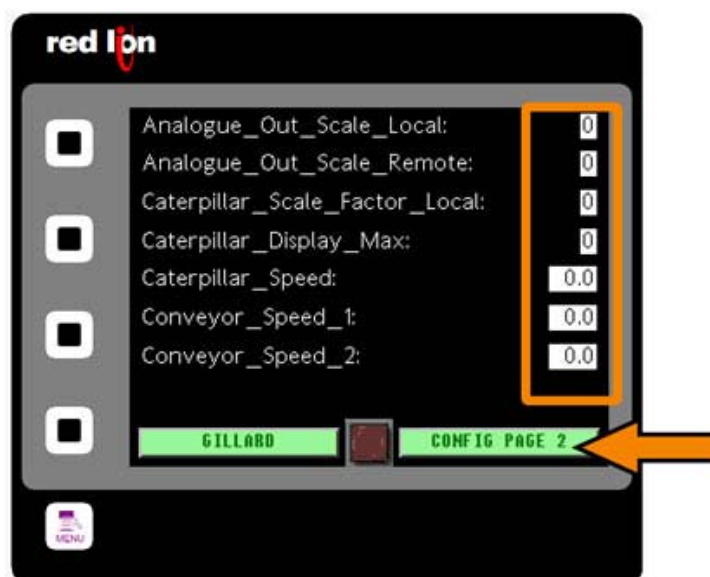 red lion
Analogue_Out_Scale_Local: 0
Analogue_Out_Scale_Remote: 0
Caterpillar_Scale_Factor_Local: 0
Caterpillar_Display_Max: 0
Caterpillar_Speed: 0.0
Conveyor_Speed_1: 0.0
Conveyor_Speed_2: 0.0
GILLARD CONFIG PAGE 2
MENU